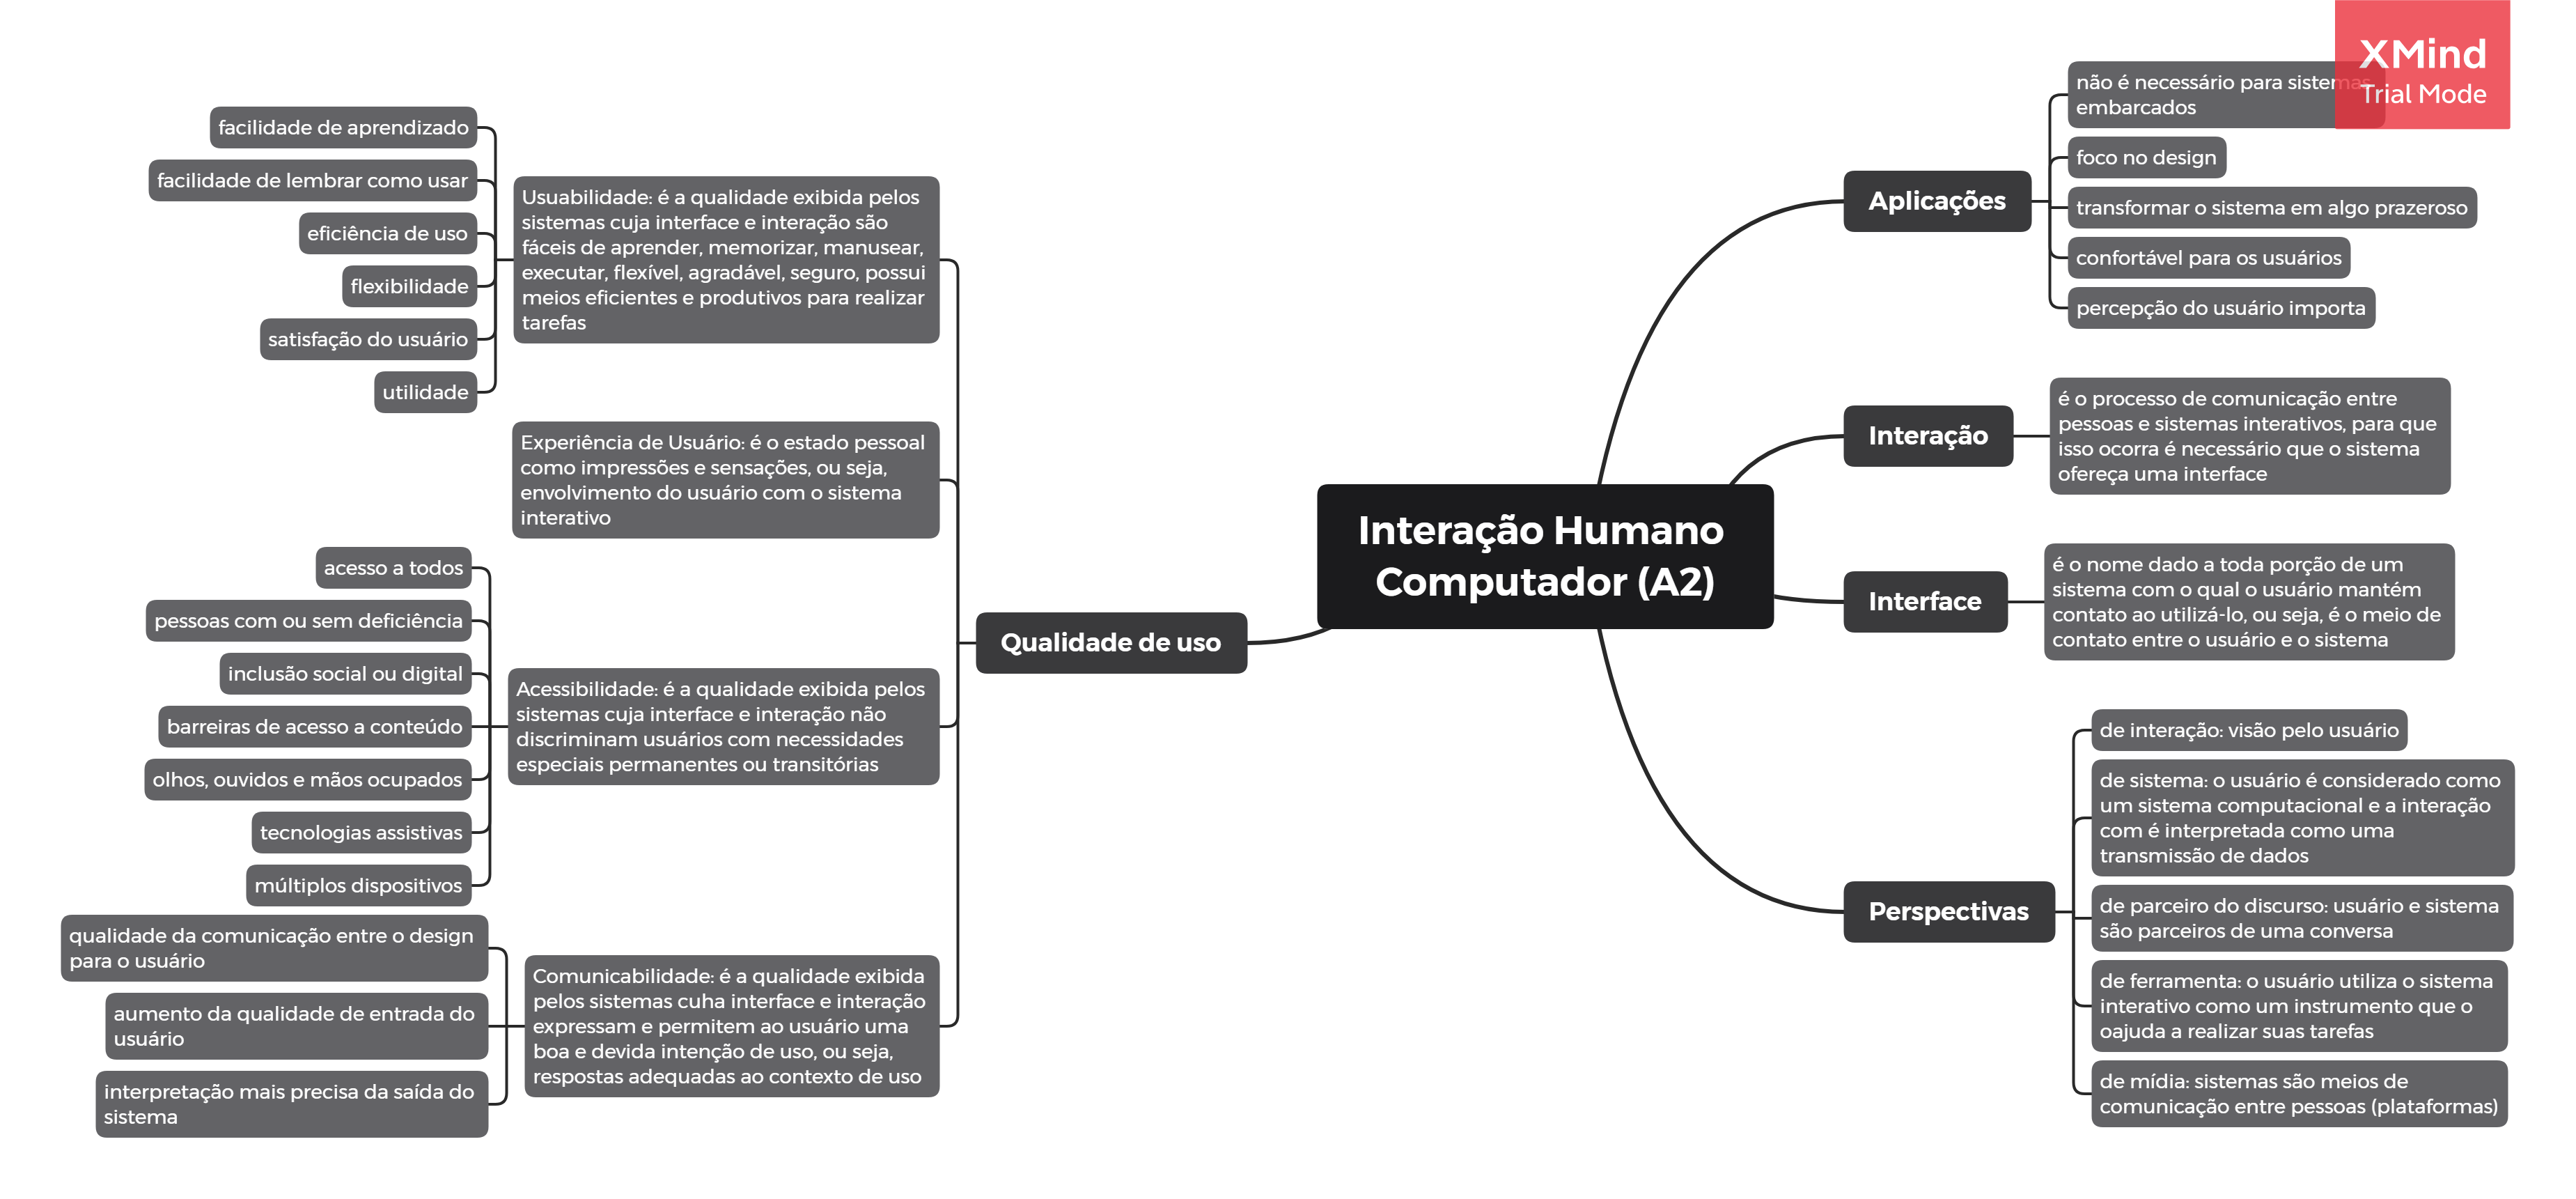 Interação Humano
Computador (A2)
Aplicações
não é necessário para sistemas
embarcados
foco no design
transformar o sistema em algo prazeroso
confortável para os usuários
percepção do usuário importa
XMind
Trial Mode
Interação
é o processo de comunicação entre
pessoas e sistemas interativos, para que
isso ocorra é necessário que o sistema
ofereça uma interface
Interface
é o nome dado a toda porção de um
sistema com o qual o usuário mantém
contato ao utilizá-lo, ou seja, é o meio de
contato entre o usuário e o sistema
Perspectivas
de interação: visão pelo usuário
de sistema: o usuário é considerado como
um sistema computacional e a interação
com é interpretada como uma
transmissão de dados
de parceiro do discurso: usuário e sistema
são parceiros de uma conversa
de ferramenta: o usuário utiliza o sistema
interativo como um instrumento que o
oajuda a realizar suas tarefas
de mídia: sistemas são meios de
comunicação entre pessoas (plataformas)
Qualidade de uso
Usuabilidade: é a qualidade exibida pelos
sistemas cuja interface e interação são
fáceis de aprender, memorizar, manusear,
executar, flexível, agradável, seguro, possui
meios eficientes e produtivos para realizar
tarefas
facilidade de aprendizado
facilidade de lembrar como usar
eficiência de uso
flexibilidade
satisfação do usuário
utilidade
Experiência de Usuário: é o estado pessoal
como impressões e sensações, ou seja,
envolvimento do usuário com o sistema
interativo
Acessibilidade: é a qualidade exibida pelos
sistemas cuja interface e interação não
discriminam usuários com necessidades
especiais permanentes ou transitórias
acesso a todos
pessoas com ou sem deficiência
inclusão social ou digital
barreiras de acesso a conteúdo
olhos, ouvidos e mãos ocupados
tecnologias assistivas
múltiplos dispositivos
Comunicabilidade: é a qualidade exibida
pelos sistemas cuha interface e interação
expressam e permitem ao usuário uma
boa e devida intenção de uso, ou seja,
respostas adequadas ao contexto de uso
qualidade da comunicação entre o design
para o usuário
aumento da qualidade de entrada do
usuário
interpretação mais precisa da saída do
sistema